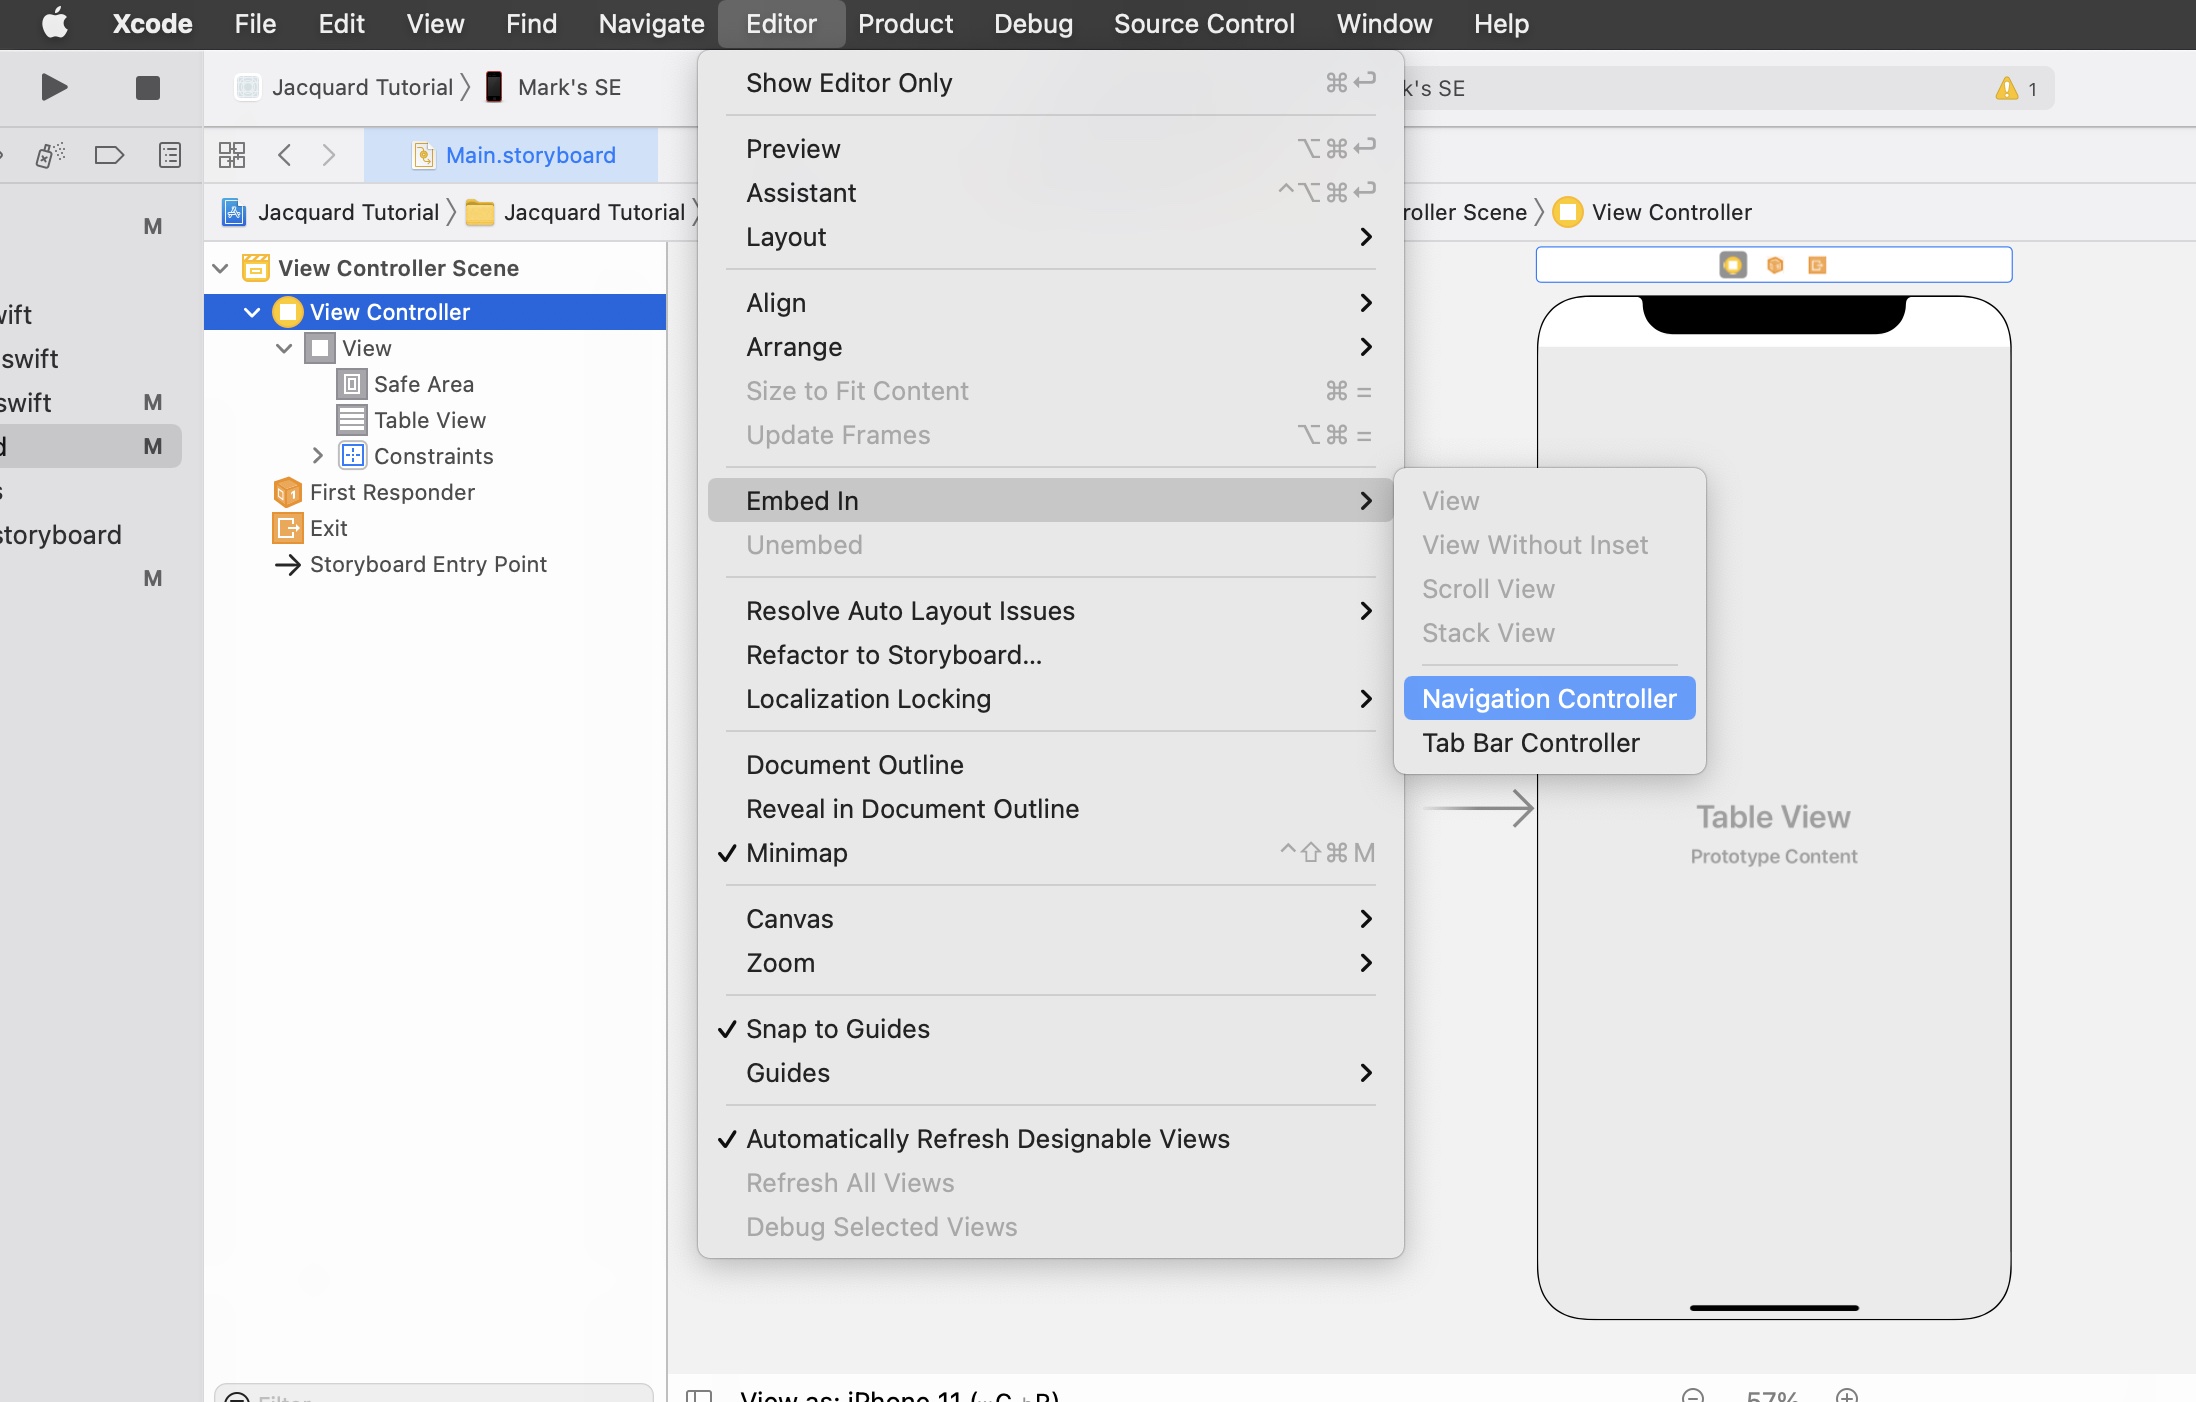 Xcode File Edit View Find Navigate Editor Product Debug Source Control Window Help
Jacquard Tutorial 〉 Mark's SE
k's SE
1
Main.storyboard
Jacquard Tutorial 〉 Jacquard Tutorial 〉
roller Scene 〉 View Controller
M
ift
swift
swift M
d M
s
storyboard
M
View Controller Scene
View Controller
View
Safe Area
Table View
Constraints
First Responder
Exit
Storyboard Entry Point
Filter
Show Editor Only ⌘↩
Preview ⌥⌘↩
Assistant ^⌥⌘↩
Layout
Align
Arrange
Size to Fit Content ⌘ =
Update Frames ⌥⌘ =
Embed In
Unembed
Resolve Auto Layout Issues
Refactor to Storyboard...
Localization Locking
Document Outline
Reveal in Document Outline
✓ Minimap ^⇧⌘M
Canvas
Zoom
✓ Snap to Guides
Guides
✓ Automatically Refresh Designable Views
Refresh All Views
Debug Selected Views
View
View Without Inset
Scroll View
Stack View
Navigation Controller
Tab Bar Controller
Table View
Prototype Content
View as: iPhone 11 (wC hR)
57%